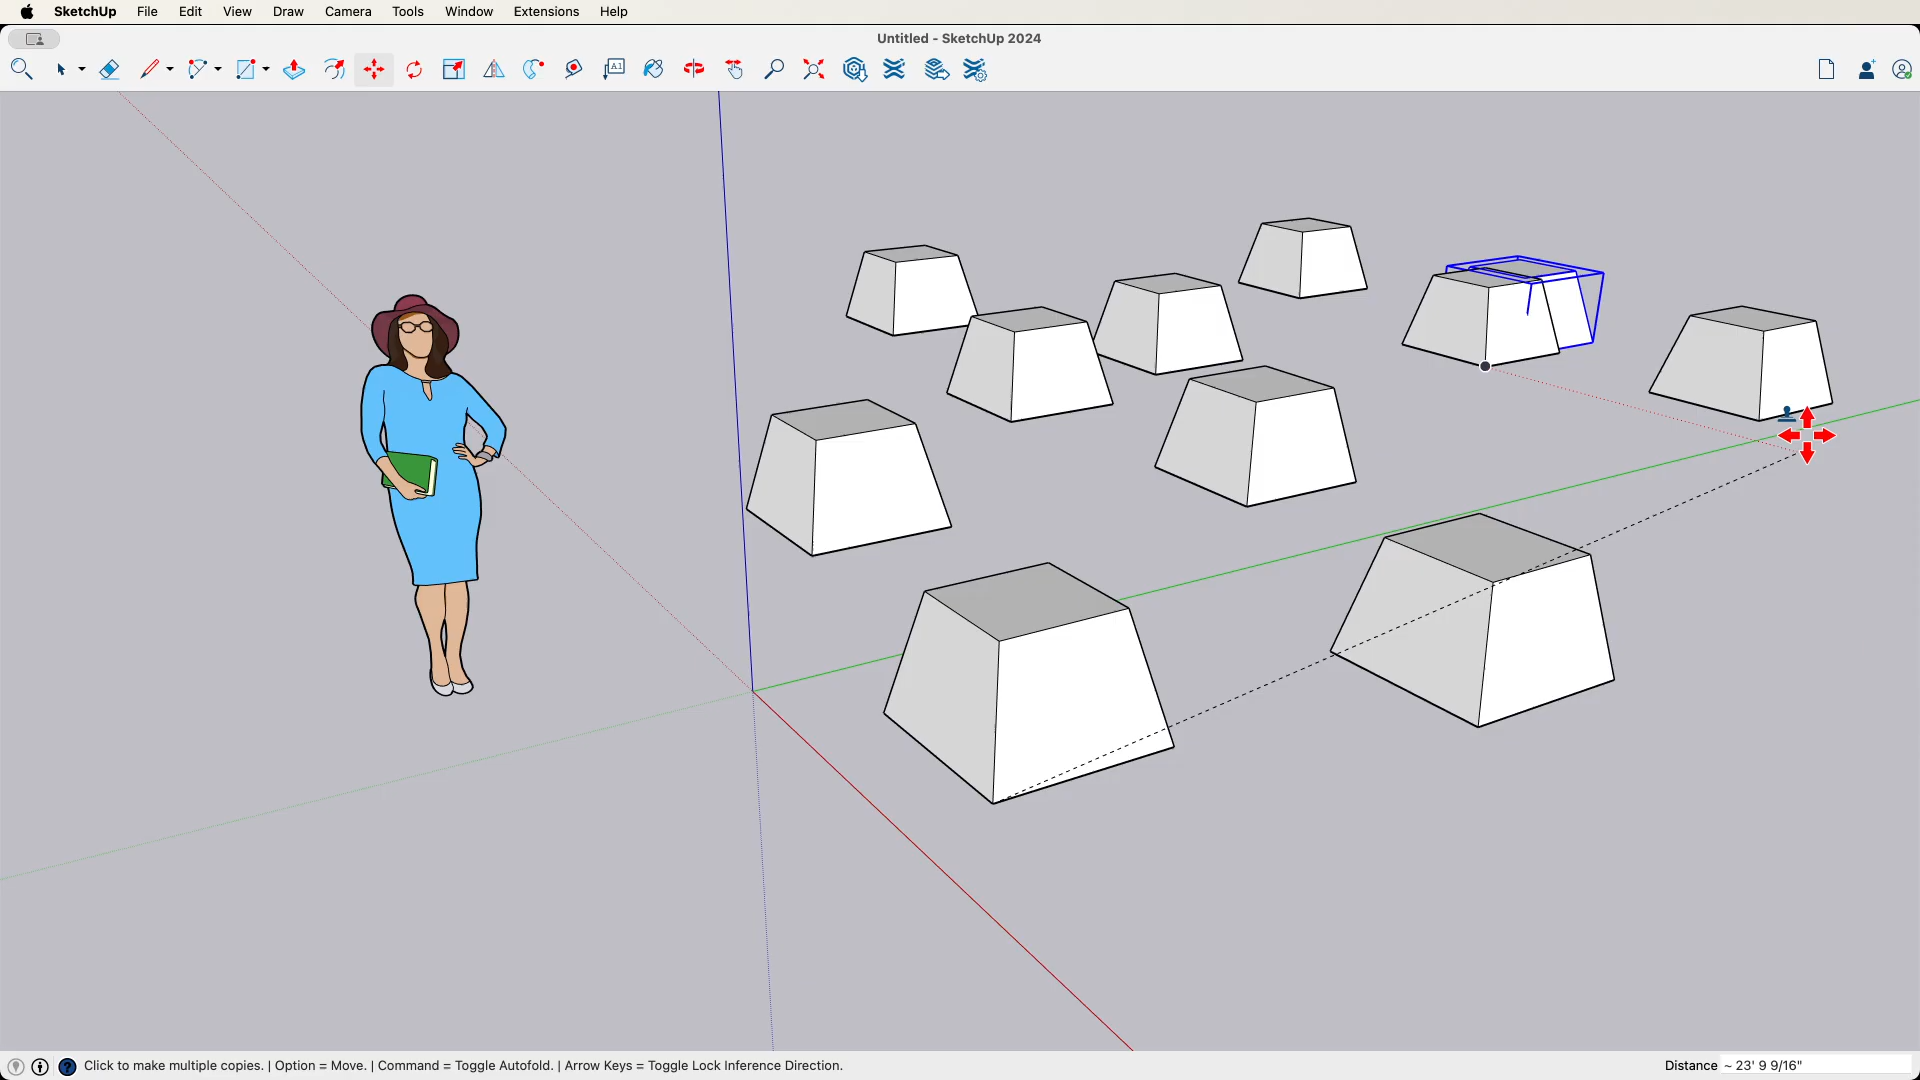 SketchUp File Edit View Draw Camera Tools Window Extensions Help
Untitled - SketchUp 2024
A1
Click to make multiple copies. | Option = Move. | Command = Toggle Autofold. | Arrow Keys = Toggle Lock Inference Direction.
Distance ~ 23' 9 9/16"